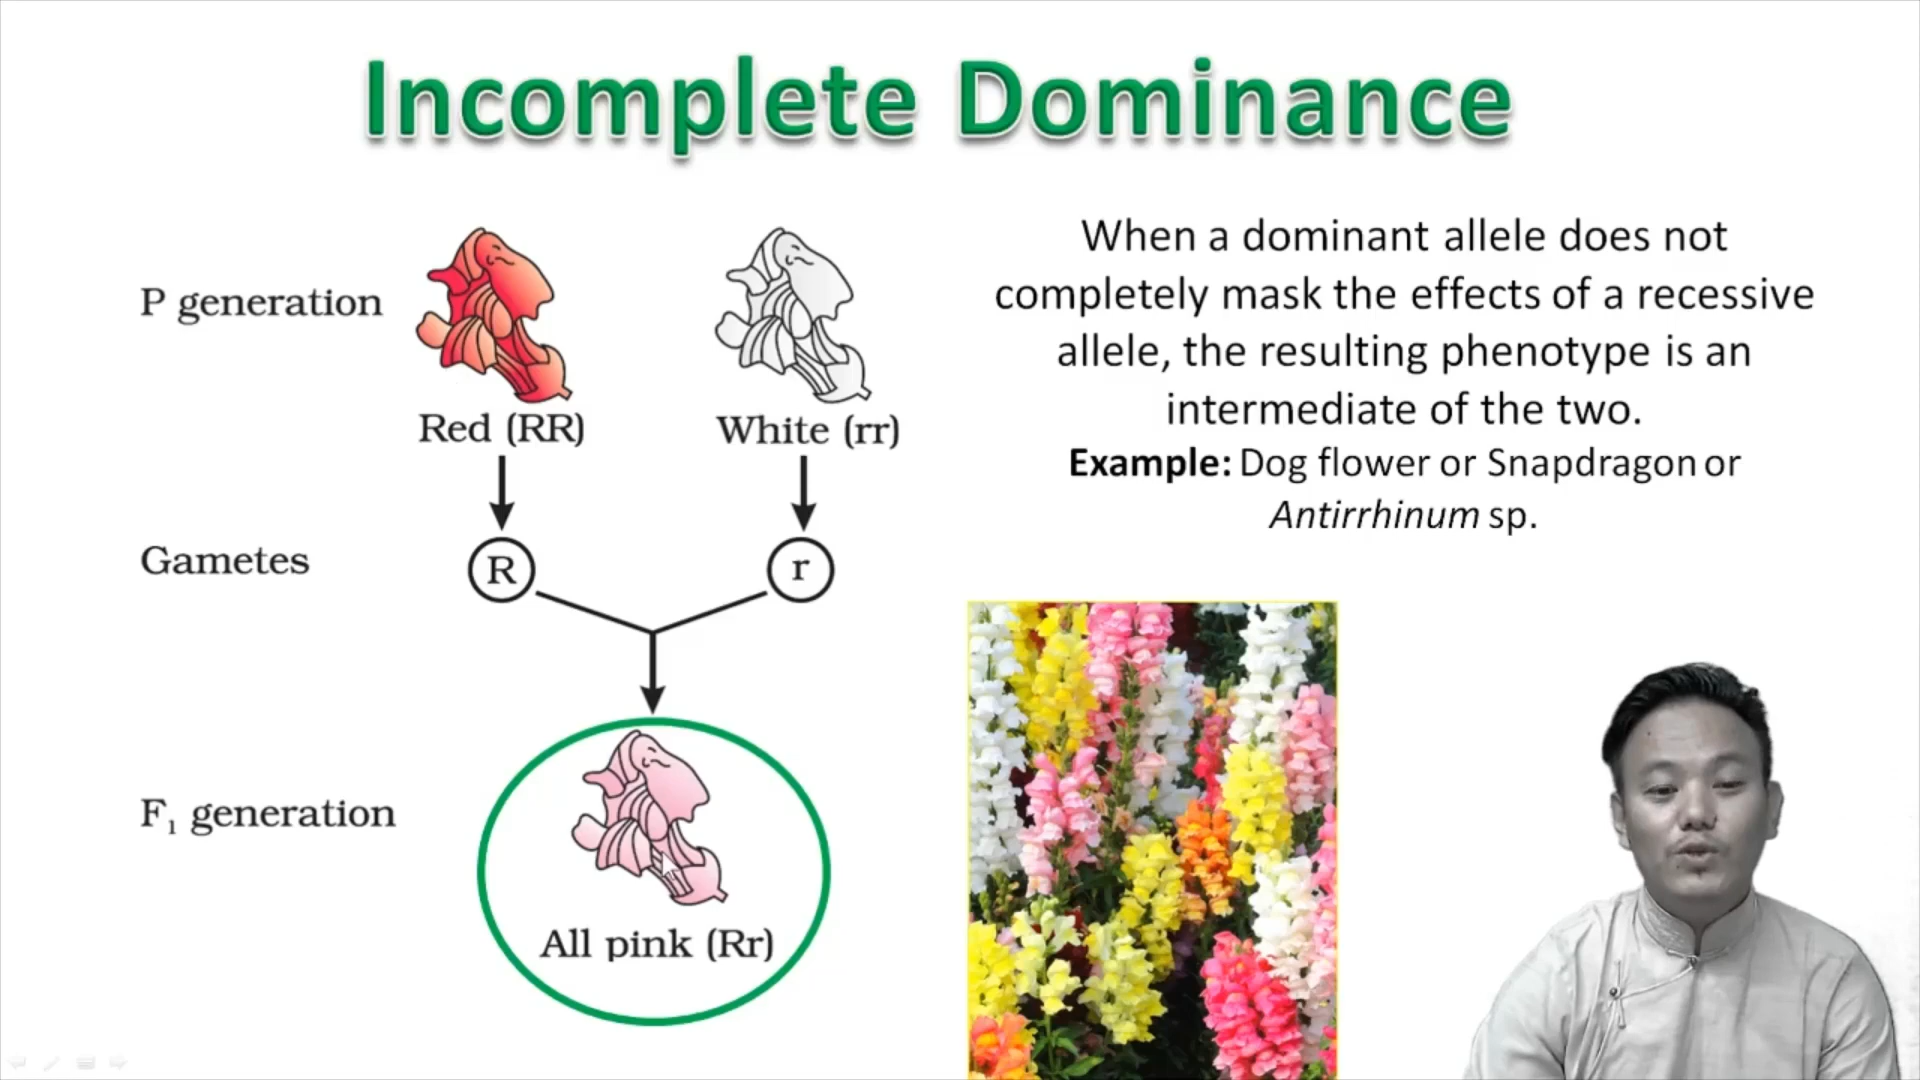 Incomplete Dominance
P generation
Red (RR)
White (rr)
Gametes
R
r
F₁ generation
All pink (Rr)
When a dominant allele does not
completely mask the effects of a recessive
allele, the resulting phenotype is an
intermediate of the two.
Example: Dog flower or Snapdragon or
Antirrhinum sp.